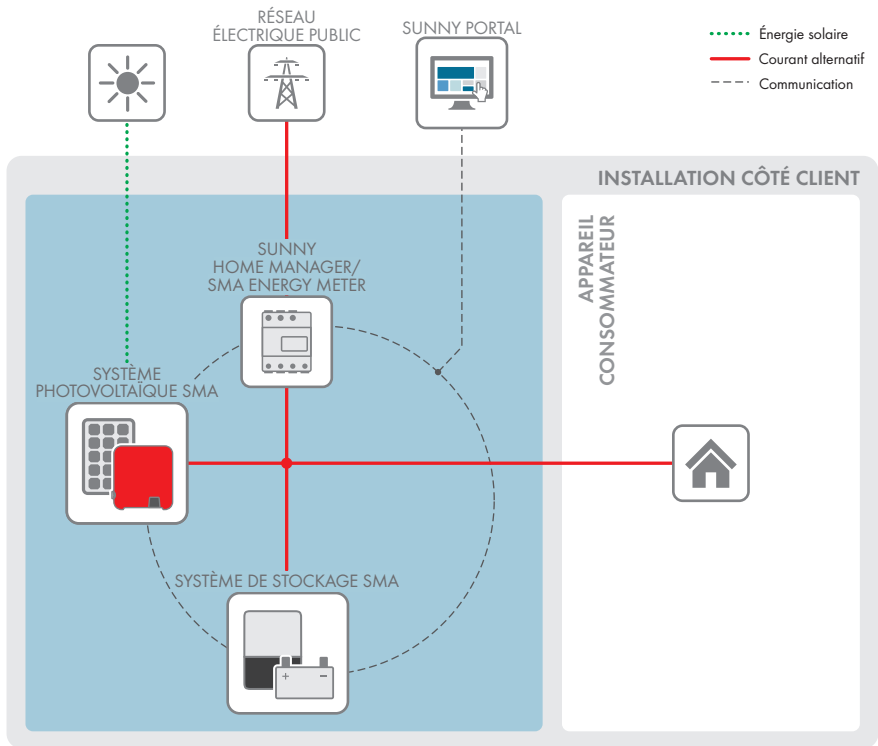 RÉSEAU
ÉLECTRIQUE PUBLIC
SUNNY PORTAL
Énergie solaire
Courant alternatif
Communication
INSTALLATION CÔTÉ CLIENT
APPAREIL
CONSOMMATEUR
SUNNY
HOME MANAGER/
SMA ENERGY METER
SYSTÈME
PHOTOVOLTAÏQUE SMA
SYSTÈME DE STOCKAGE SMA
+ −